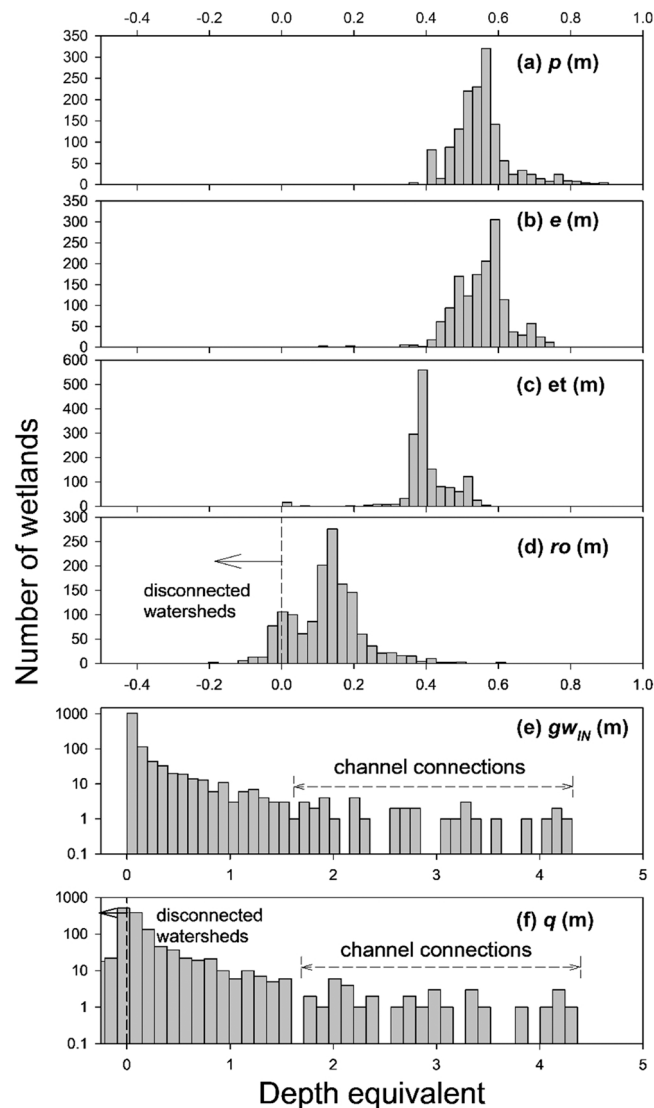 -0.4 -0.2 0.0 0.2 0.4 0.6 0.8 1.0
350
300
250
200
150
100
50
0
(a) p (m)
350
300
250
200
150
100
50
0
(b) e (m)
600
500
400
300
200
100
0
(c) et (m)
300
250
200
150
100
50
0
(d) ro (m)
disconnected
watersheds
-0.4 -0.2 0.0 0.2 0.4 0.6 0.8 1.0
Number of wetlands
1000
100
10
1
0.1
(e) gwIN (m)
channel connections
0 1 2 3 4 5
1000
100
10
1
0.1
disconnected
watersheds
(f) q (m)
channel connections
0 1 2 3 4 5
Depth equivalent